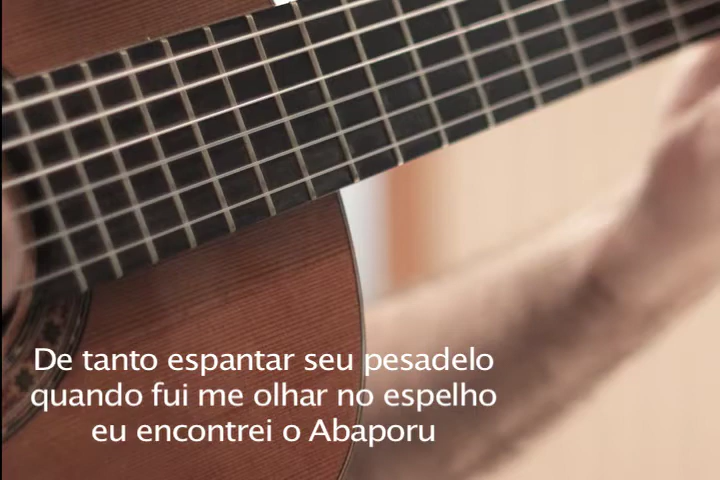 De tanto espantar seu pesadelo
quando fui me olhar no espelho
eu encontrei o Abaporu